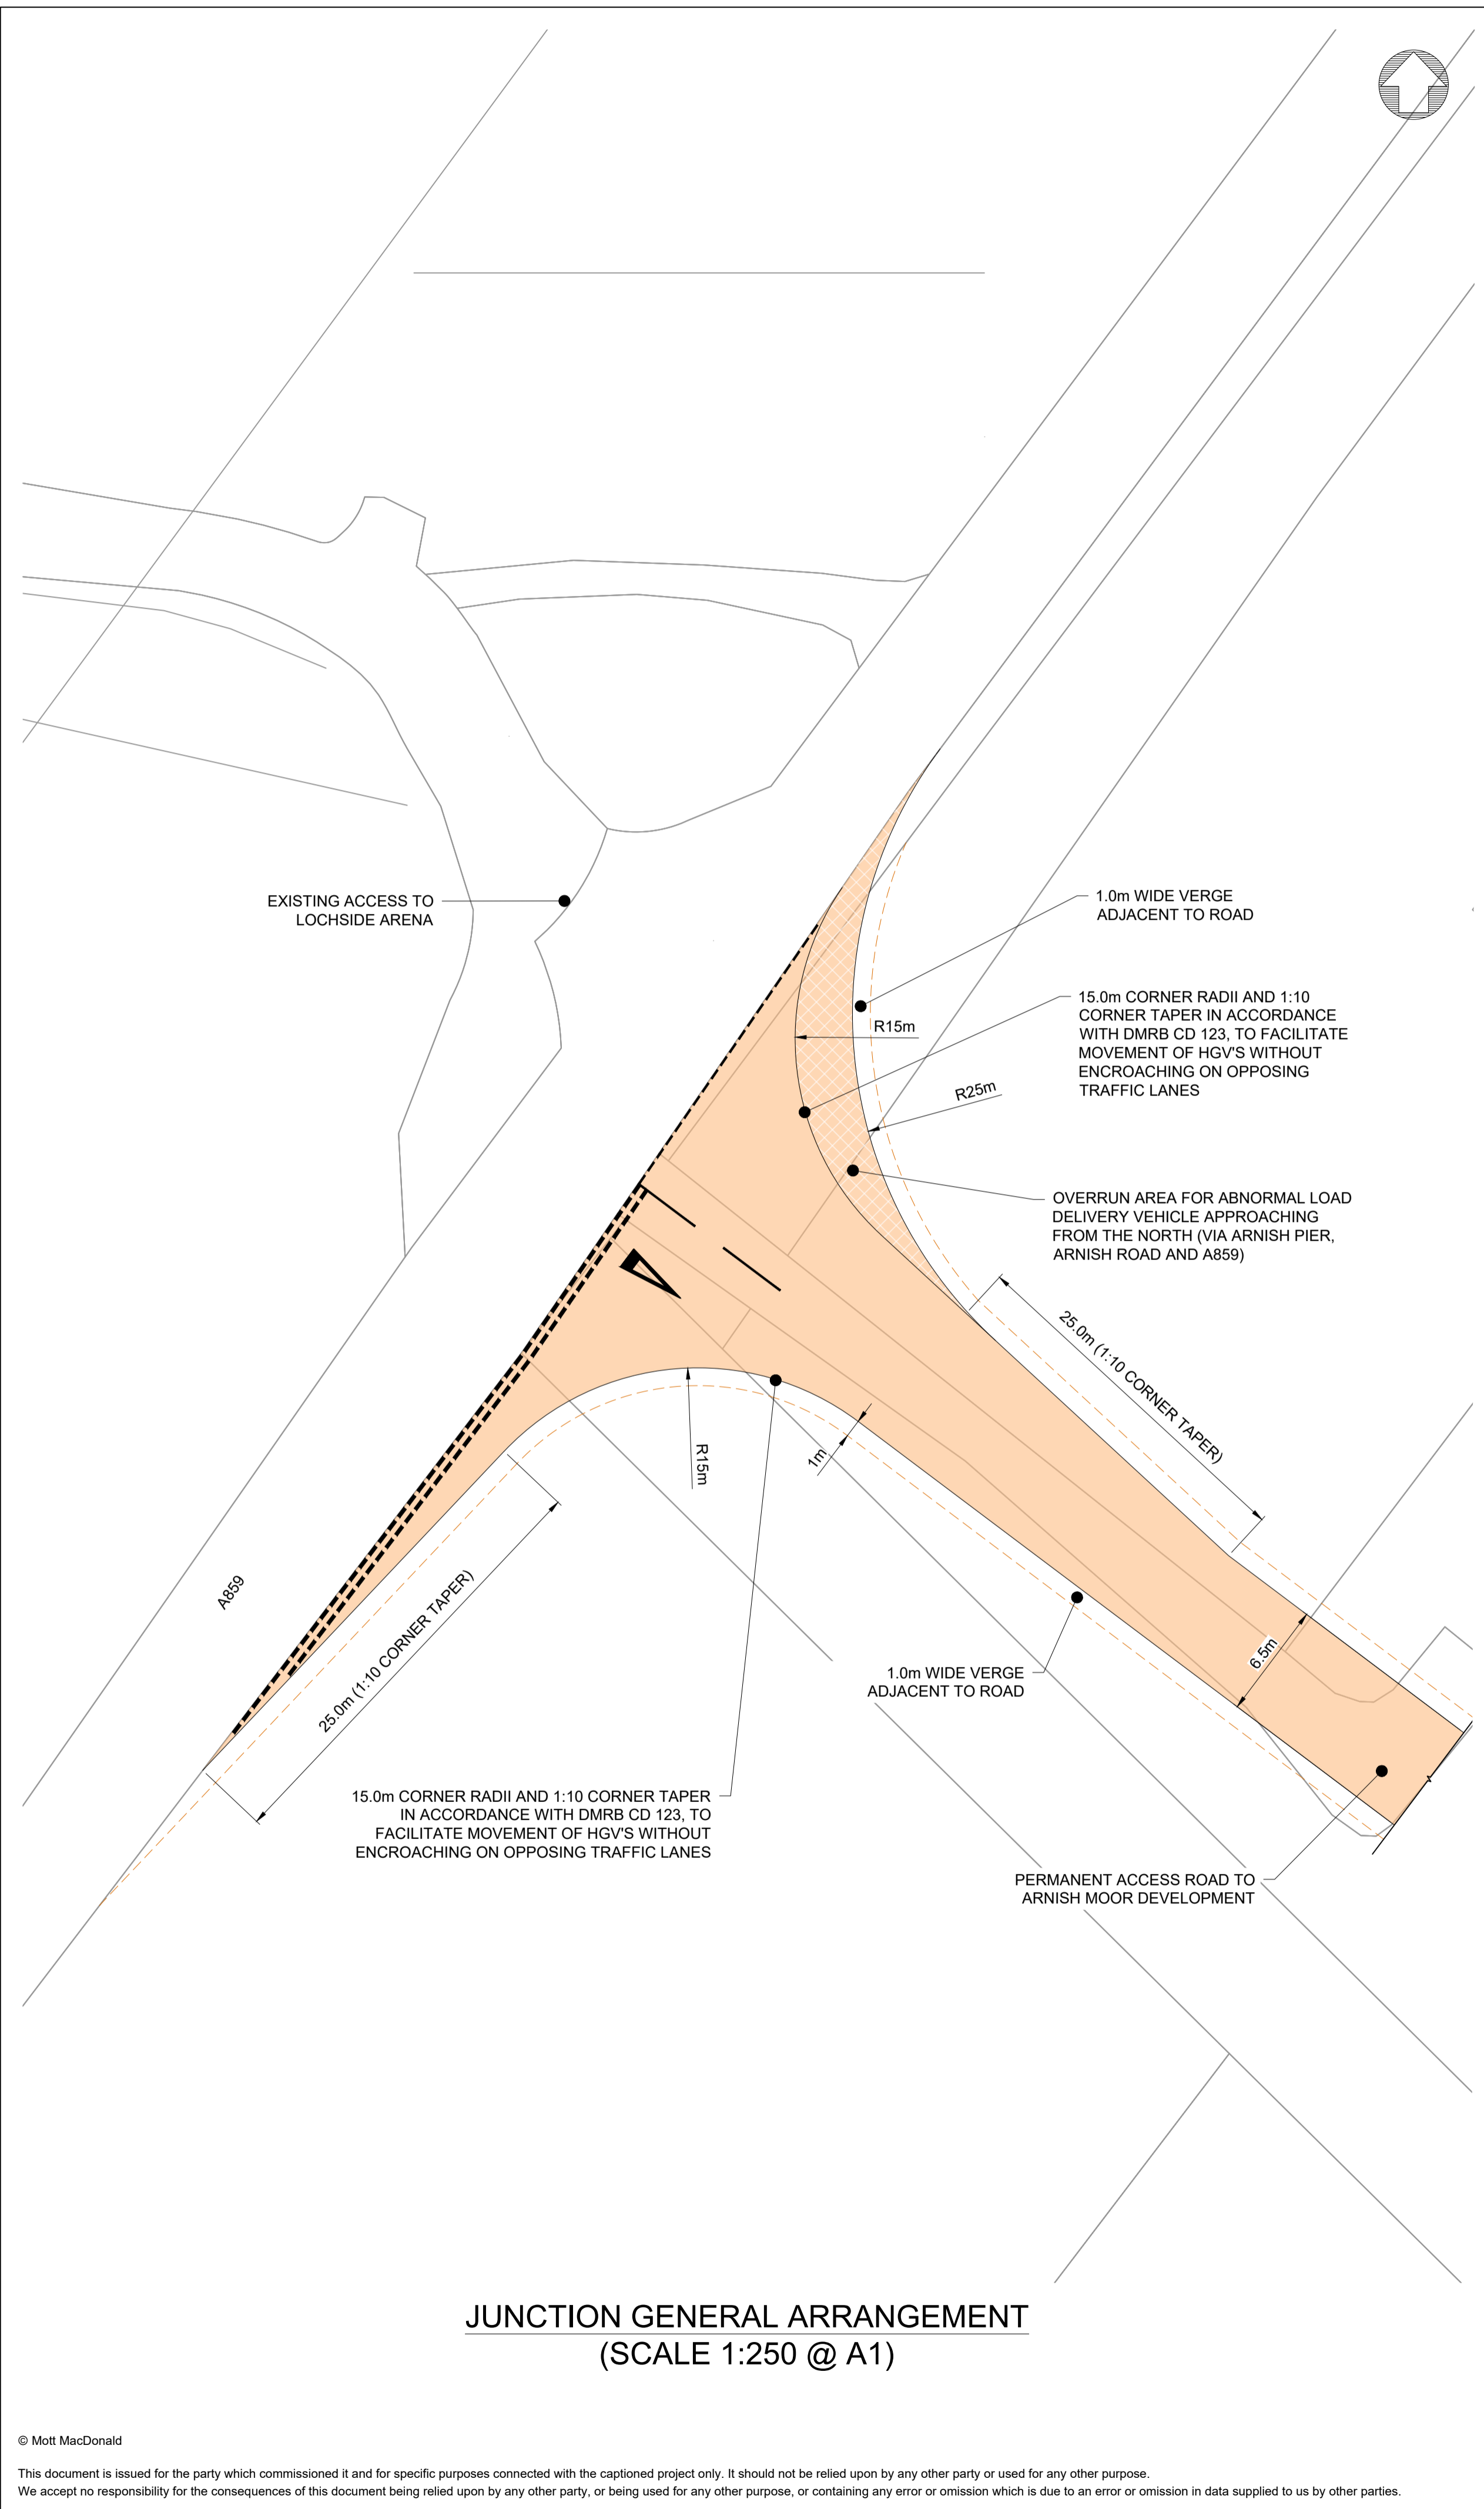 EXISTING ACCESS TO
LOCHSIDE ARENA
1.0m WIDE VERGE
ADJACENT TO ROAD
15.0m CORNER RADII AND 1:10
CORNER TAPER IN ACCORDANCE
WITH DMRB CD 123, TO FACILITATE
MOVEMENT OF HGV'S WITHOUT
ENCROACHING ON OPPOSING
TRAFFIC LANES
R15m
R25m
OVERRUN AREA FOR ABNORMAL LOAD
DELIVERY VEHICLE APPROACHING
FROM THE NORTH (VIA ARNISH PIER,
ARNISH ROAD AND A859)
25.0m (1:10 CORNER TAPER)
R15m
1m
A859
25.0m (1:10 CORNER TAPER)
6.5m
1.0m WIDE VERGE
ADJACENT TO ROAD
15.0m CORNER RADII AND 1:10 CORNER TAPER
IN ACCORDANCE WITH DMRB CD 123, TO
FACILITATE MOVEMENT OF HGV'S WITHOUT
ENCROACHING ON OPPOSING TRAFFIC LANES
PERMANENT ACCESS ROAD TO
ARNISH MOOR DEVELOPMENT
JUNCTION GENERAL ARRANGEMENT
(SCALE 1:250 @ A1)
© Mott MacDonald
This document is issued for the party which commissioned it and for specific purposes connected with the captioned project only. It should not be relied upon by any other party or used for any other purpose.
We accept no responsibility for the consequences of this document being relied upon by any other party, or being used for any other purpose, or containing any error or omission which is due to an error or omission in data supplied to us by other parties.